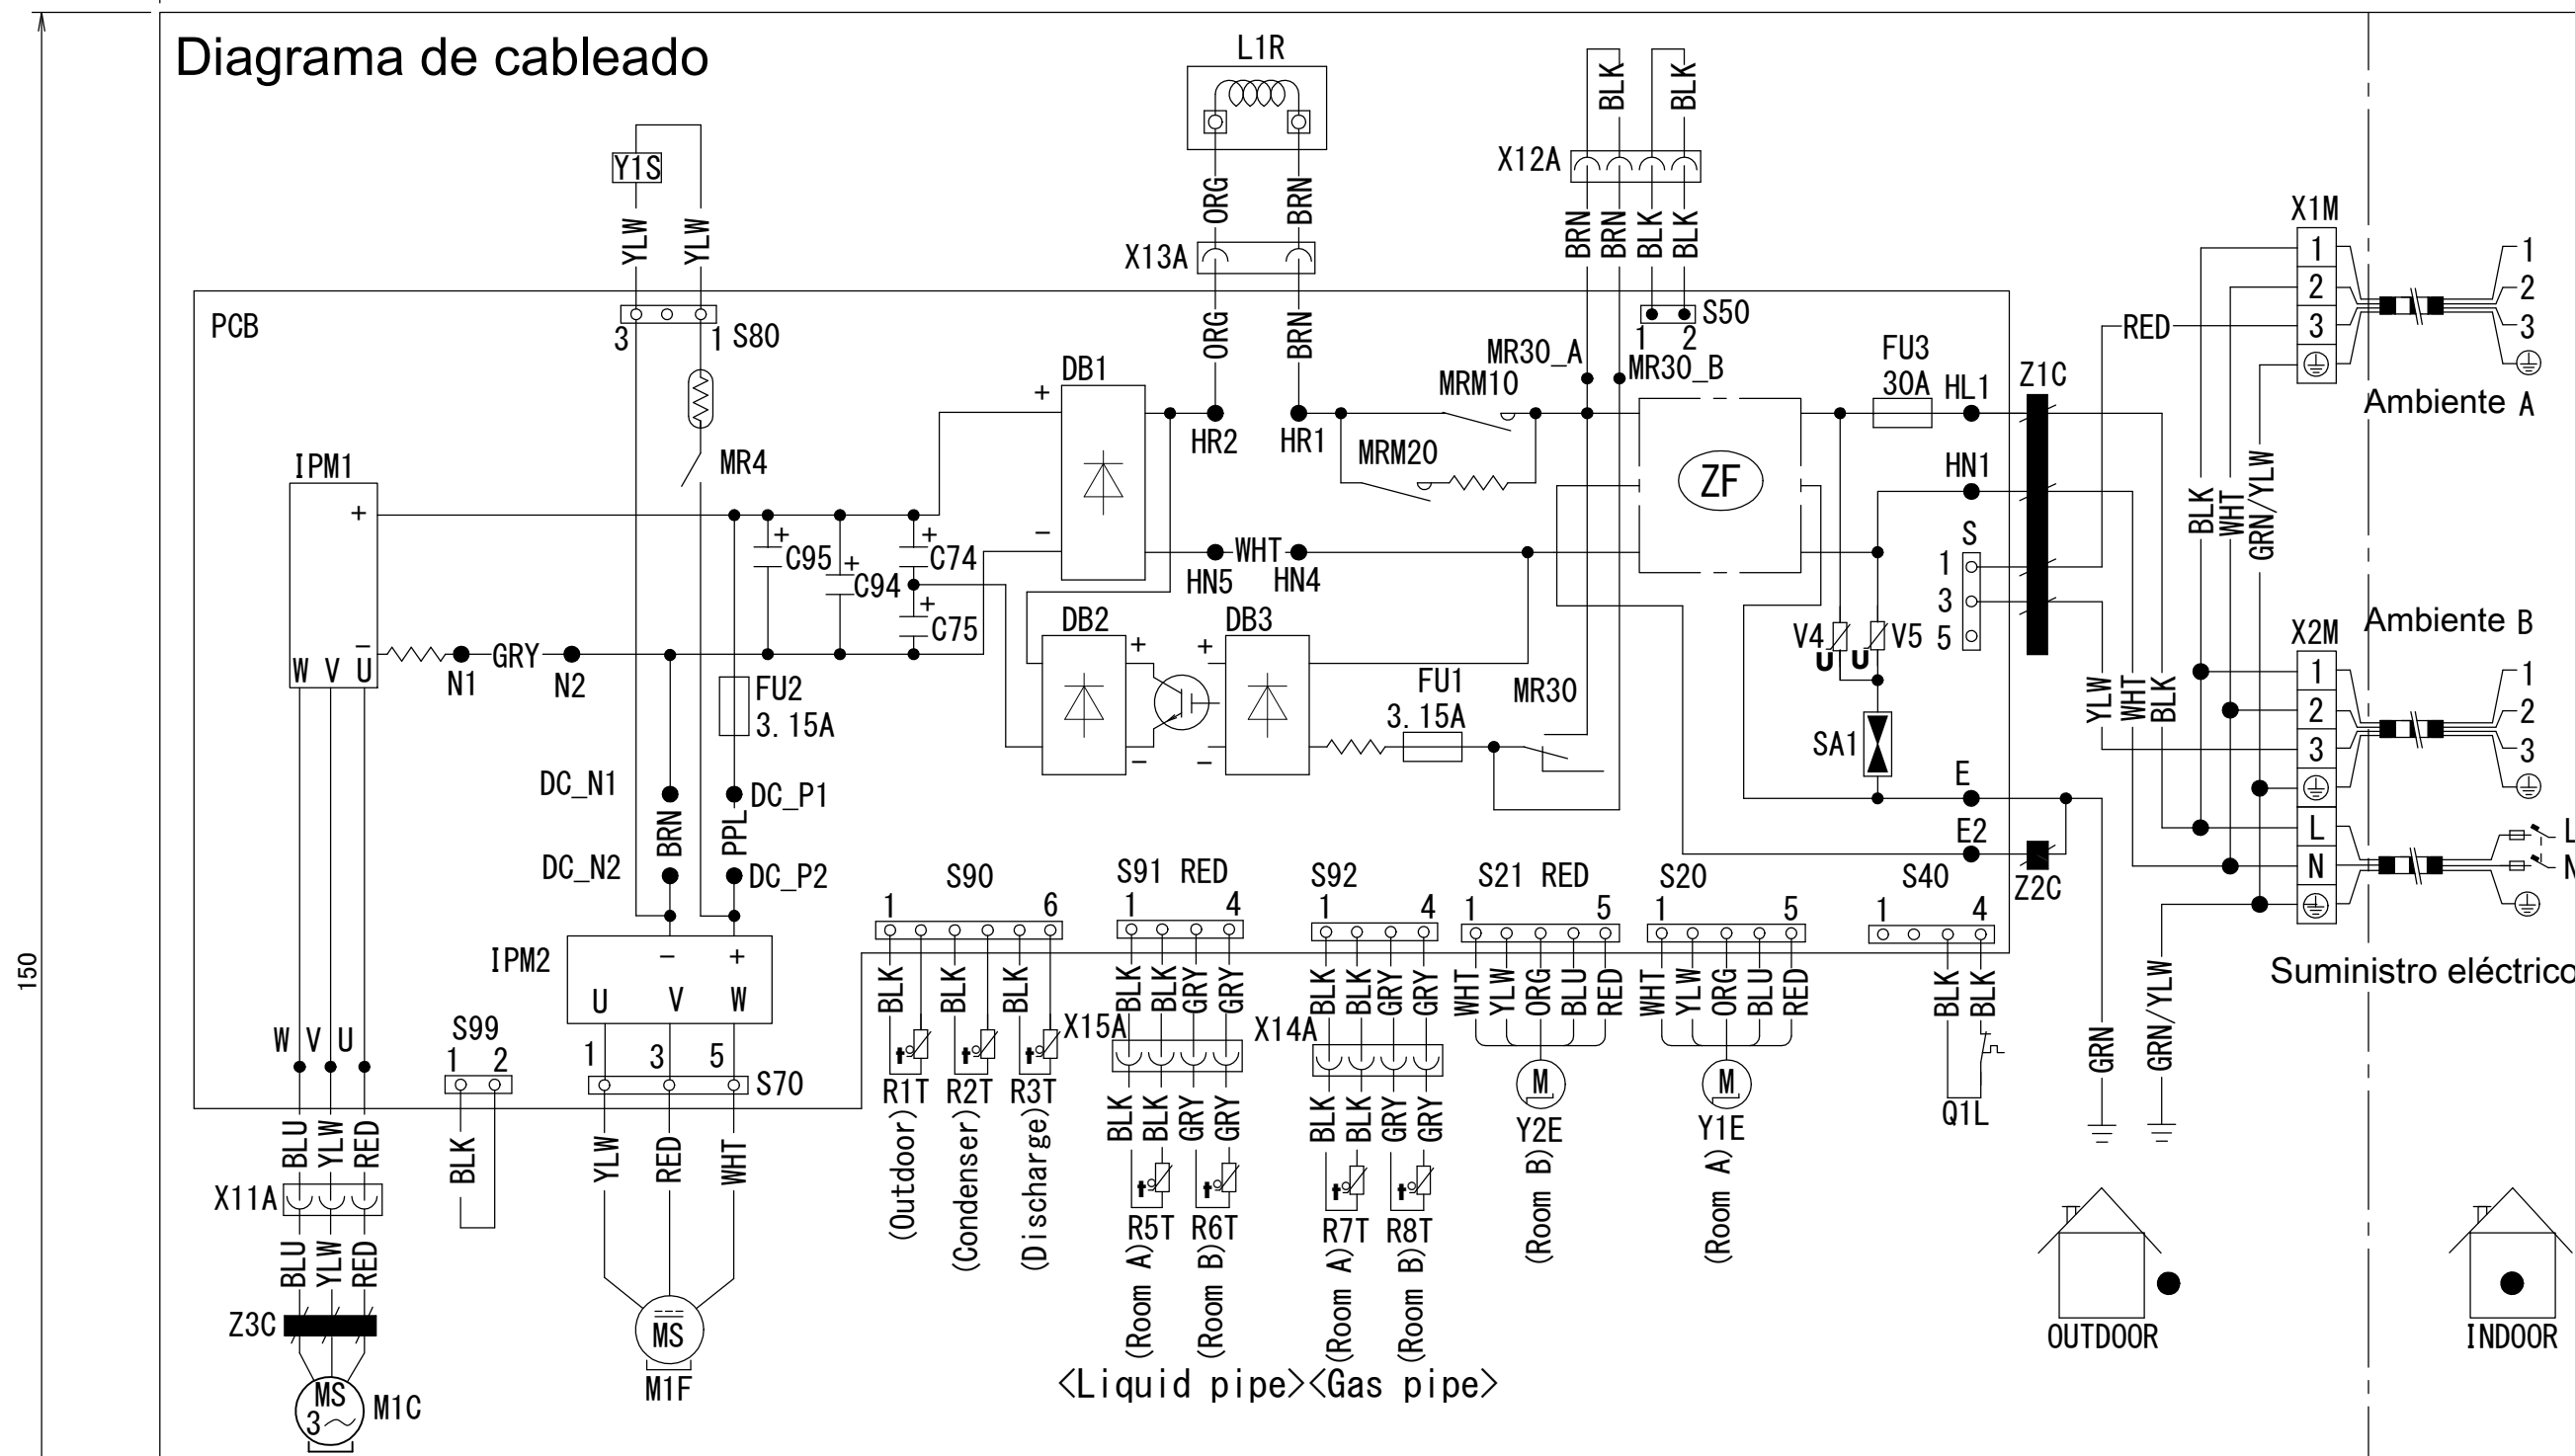 Diagrama de cableado
L1R
BLK BLK
X12A
Y1S
ORG BRN
YLW YLW
BRN BRN BLK BLK
X13A
X1M
1 1
2 2
3 3
RED
Ambiente A
PCB
3 1 S80
ORG BRN
S50
1 2
MR30_A MR30_B
DB1
+
MRM10
FU3
30A
HL1
Z1C
HR2 HR1
MRM20
ZF
HN1
IPM1
+
MR4
−
WHT
HN5 HN4
S
1
3
5
BLK WHT GRN/YLW
+ C95
+ C94
+ C74
+ C75
DB2 DB3
+ +
− −
V4 V5
U U
Ambiente B
X2M
1 1
2 2
3 3
L L
N N
−
W V U
N1 GRY N2
FU2
3.15A
FU1
3.15A
MR30
SA1
YLW WHT BLK
DC_N1 DC_P1
BRN PPL
DC_N2 DC_P2
E
E2
Z2C
S90
1 6
S91 RED
1 4
S92
1 4
S21 RED
1 5
S20
1 5
S40
1 4
Suministro eléctrico
150
IPM2
− +
U V W
BLK BLK BLK
BLK BLK GRY GRY
BLK BLK GRY GRY
WHT YLW ORG BLU RED
WHT YLW ORG BLU RED
BLK BLK
GRN GRN/YLW
W V U
S99
1 2
1 3 5 S70
X15A X14A
t° t° t°
R1T R2T R3T
(Outdoor) (Condenser) (Discharge)
M M
Y2E Y1E
(Room B) (Room A)
Q1L
BLU YLW RED
BLK
YLW RED WHT
BLK BLK GRY GRY
BLK BLK GRY GRY
X11A
t° t° t° t°
R5T R6T R7T R8T
(Room A) (Room B) (Room A) (Room B)
BLU YLW RED
Z3C
MS
M1F
OUTDOOR INDOOR
<Liquid pipe> <Gas pipe>
MS
3
M1C